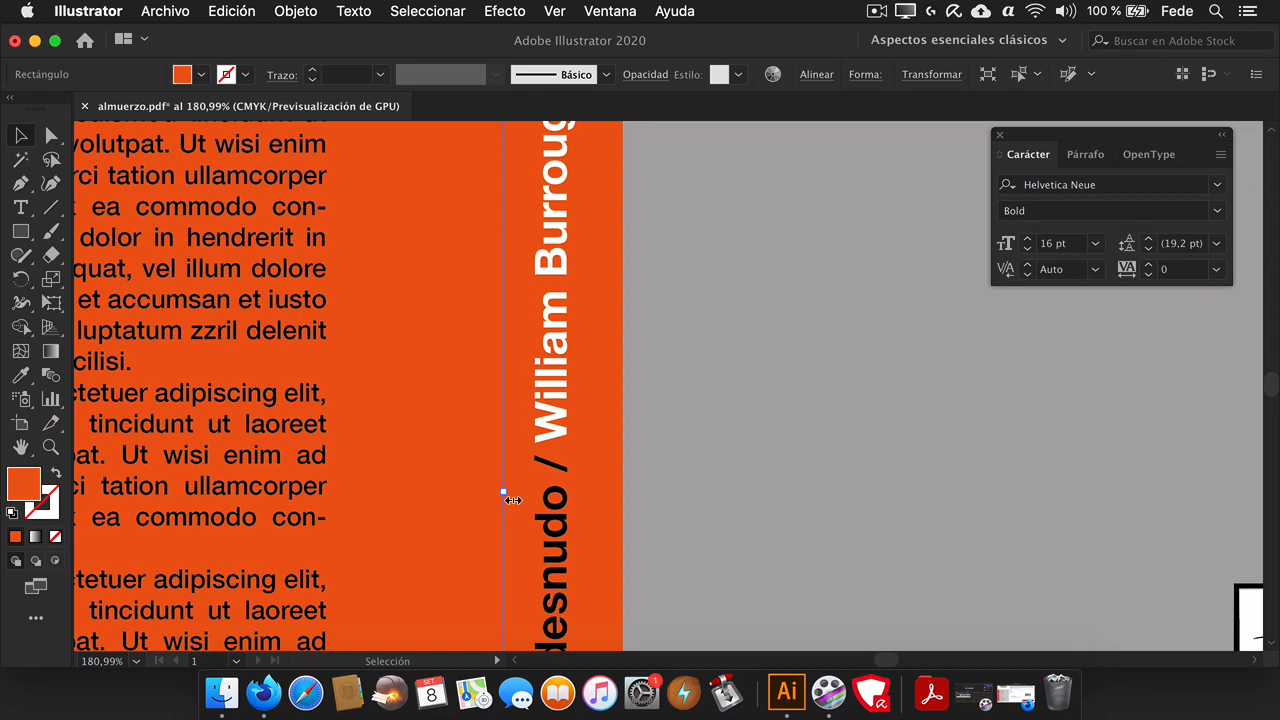 Illustrator Archivo Edición Objeto Texto Seleccionar Efecto Ver Ventana Ayuda 100 % Fede
Adobe Illustrator 2020 Aspectos esenciales clásicos Buscar en Adobe Stock
Rectángulo Trazo: Básico Opacidad Estilo: Alinear Forma: Transformar
× almuerzo.pdf* al 180,99% (CMYK/Previsualización de GPU)
volutpat. Ut wisi enim
rci tation ullamcorper
ea commodo con-
dolor in hendrerit in
quat, vel illum dolore
et accumsan et iusto
luptatum zzril delenit
cilisi.
ctetuer adipiscing elit,
tincidunt ut laoreet
pat. Ut wisi enim ad
ci tation ullamcorper
ea commodo con-
ctetuer adipiscing elit,
tincidunt ut laoreet
pat. Ut wisi enim ad
desnudo / William Burroug
Carácter Párrafo OpenType
Helvetica Neue
Bold
16 pt (19,2 pt)
Auto 0
180,99% 1 Selección
SET
8
1
Ai